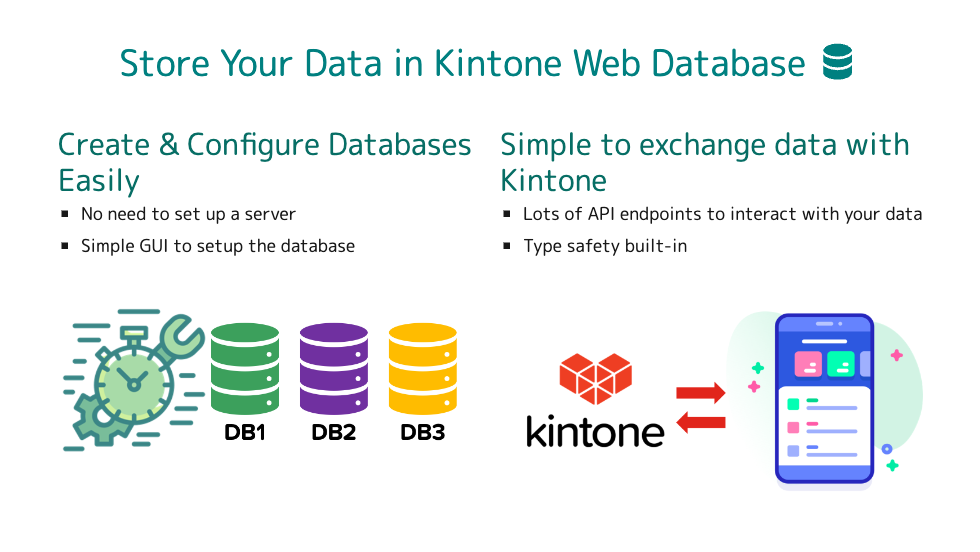 Store Your Data in Kintone Web Database
Create & Configure Databases
Easily
No need to set up a server
Simple GUI to setup the database
DB1
DB2
DB3
Simple to exchange data with
Kintone
Lots of API endpoints to interact with your data
Type safety built-in
kintone